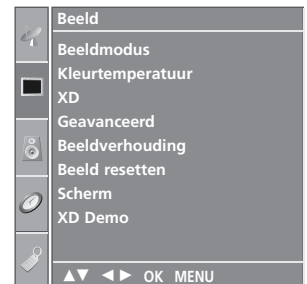 Beeld
Beeldmodus
Kleurtemperatuur
XD
Geavanceerd
Beeldverhouding
Beeld resetten
Scherm
XD Demo
▲▼ ◄► OK MENU